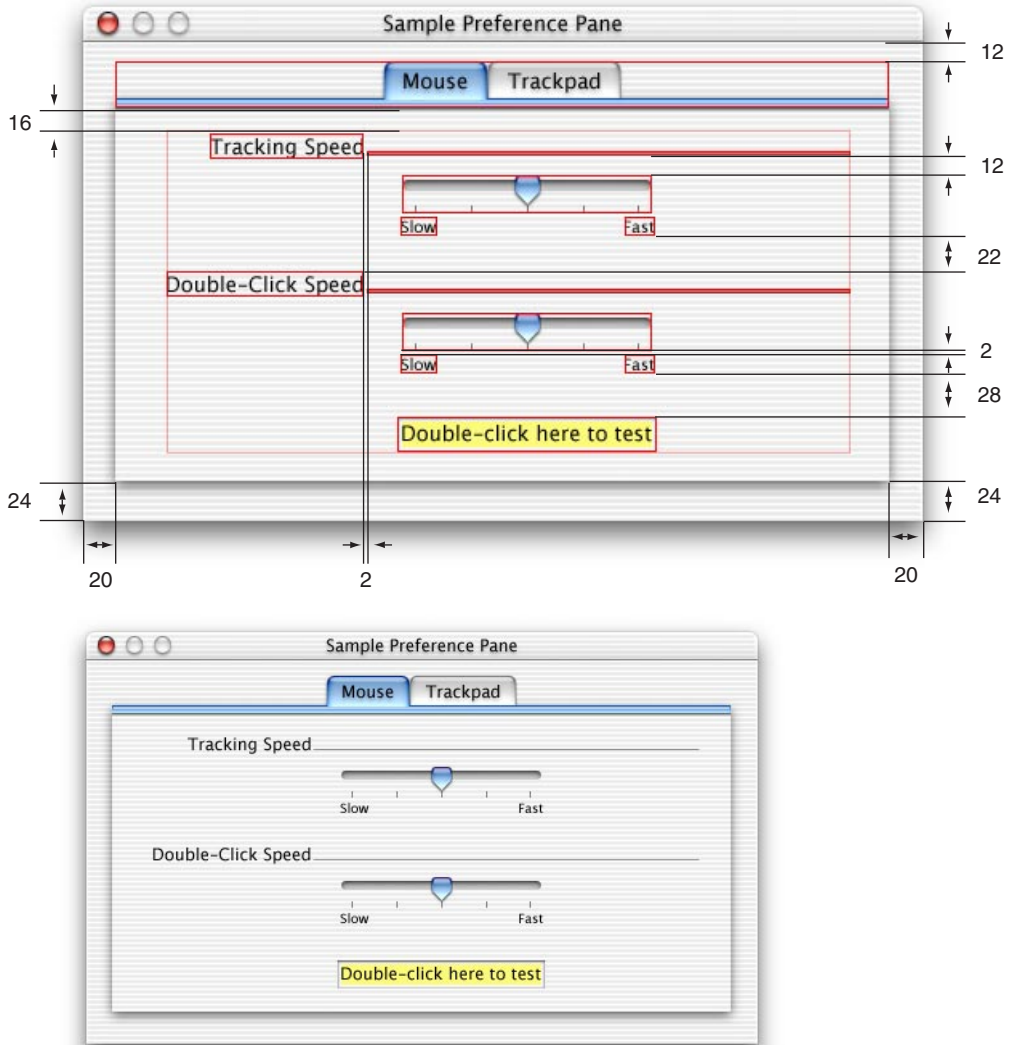 Sample Preference Pane
12
Mouse Trackpad
16
Tracking Speed
12
Slow Fast
22
Double-Click Speed
2
Slow Fast
28
Double-click here to test
24 24
20 2 20
Sample Preference Pane
Mouse Trackpad
Tracking Speed
Slow Fast
Double-Click Speed
Slow Fast
Double-click here to test